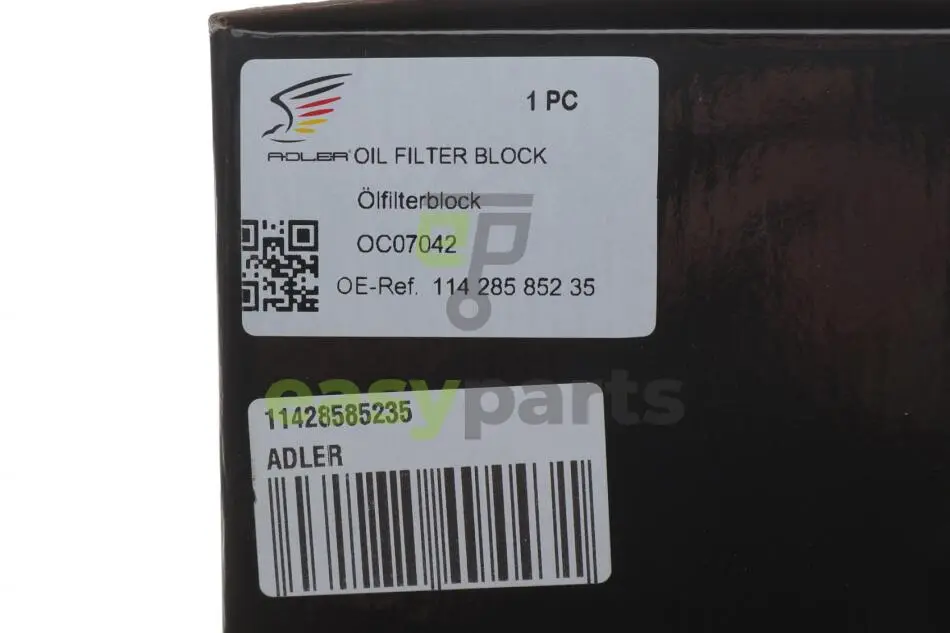 1 PC
ADLER OIL FILTER BLOCK
Ölfilterblock
OC07042
OE-Ref. 114 285 852 35
easyparts
11428585235
ADLER